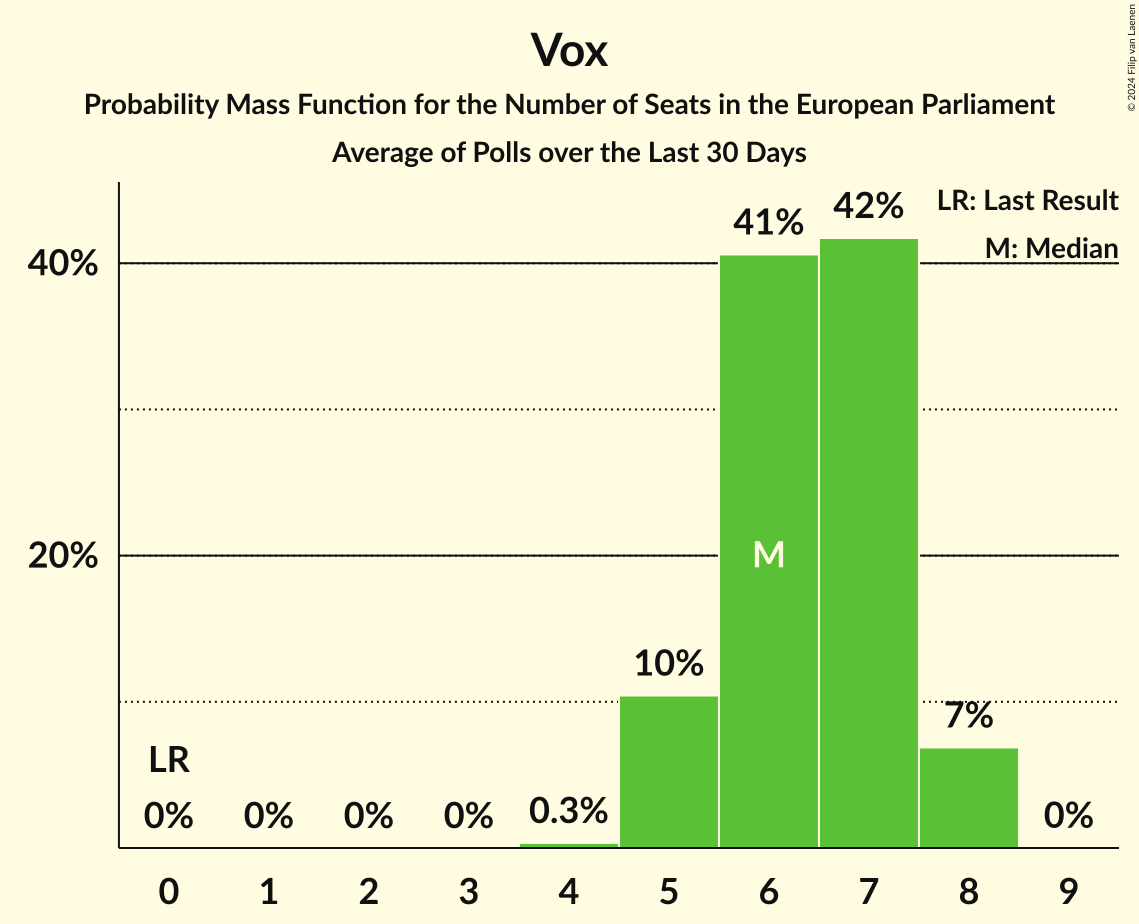 Vox
Probability Mass Function for the Number of Seats in the European Parliament
Average of Polls over the Last 30 Days
© 2024 Filip van Laenen
LR: Last Result
M: Median
40%
20%
LR
0%
0%
0%
0%
0.3%
10%
41%
M
42%
7%
0%
0
1
2
3
4
5
6
7
8
9